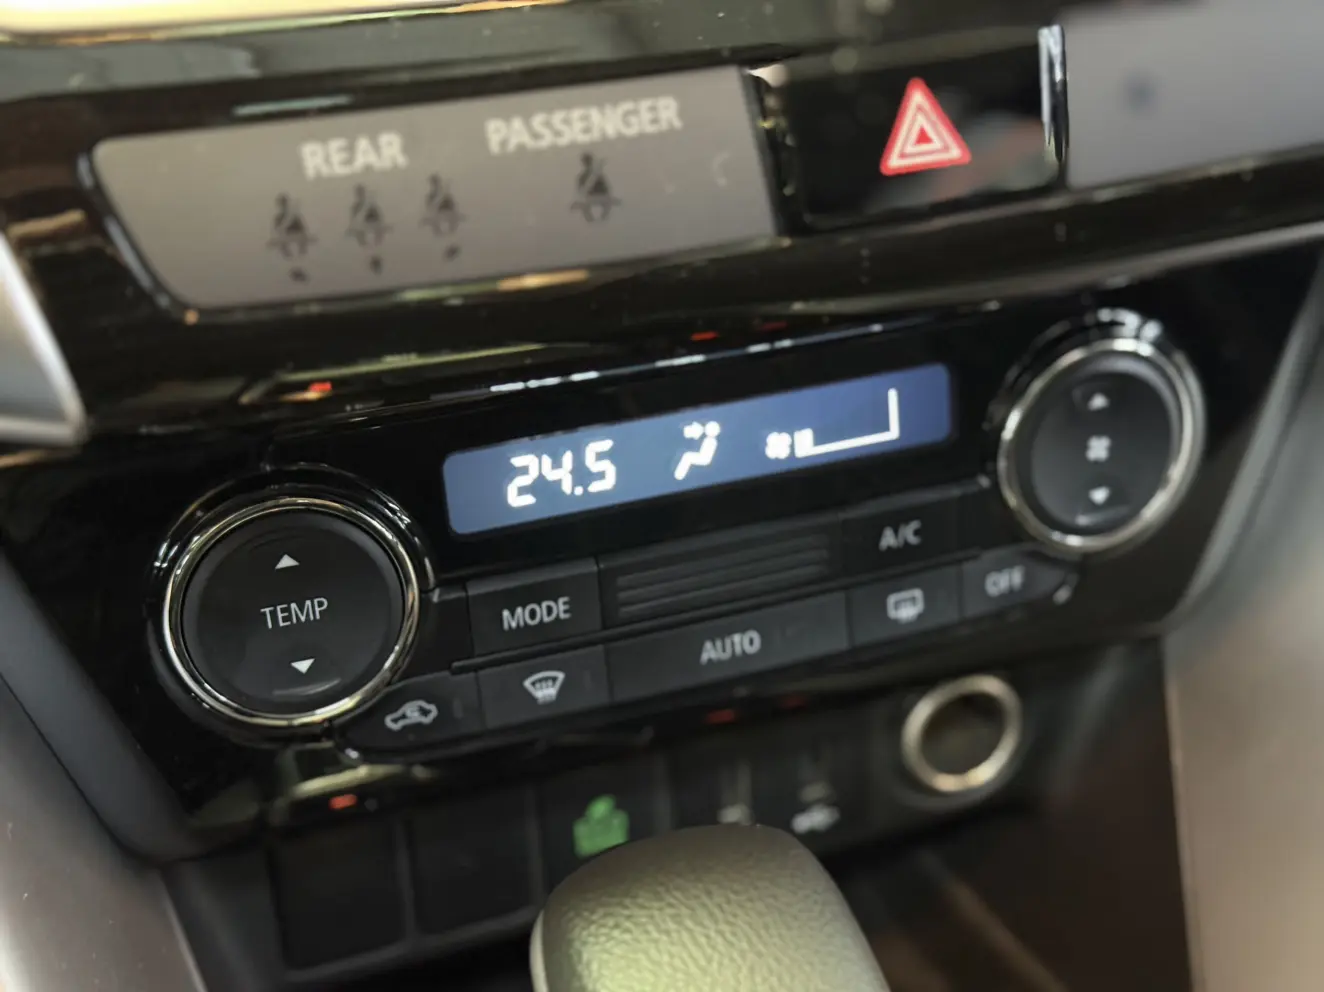 REAR PASSENGER
24.5
TEMP
MODE
A/C
AUTO
OFF